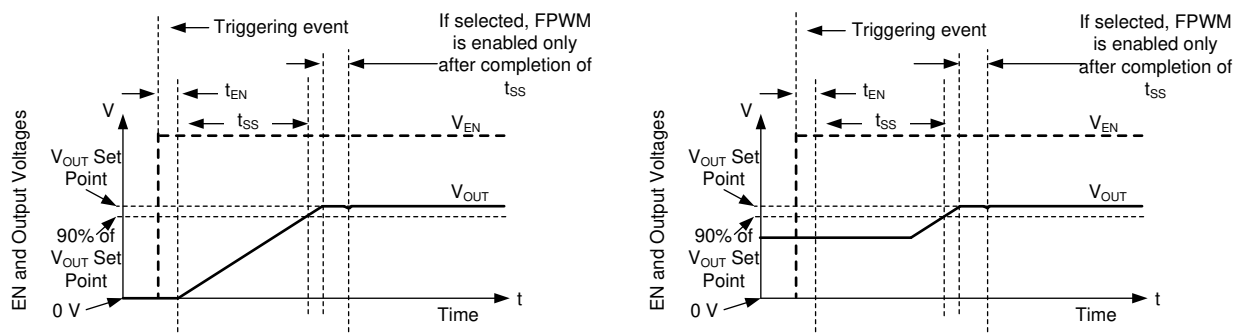 Triggering event
If selected, FPWM
is enabled only
after completion of
tSS
tEN
tSS
V
VEN
VOUT Set
Point
VOUT
90% of
VOUT Set
Point
0 V
t
Time
EN and Output Voltages
Triggering event
If selected, FPWM
is enabled only
after completion of
tSS
tEN
tSS
V
VEN
VOUT Set
Point
VOUT
90% of
VOUT Set
Point
0 V
t
Time
EN and Output Voltages